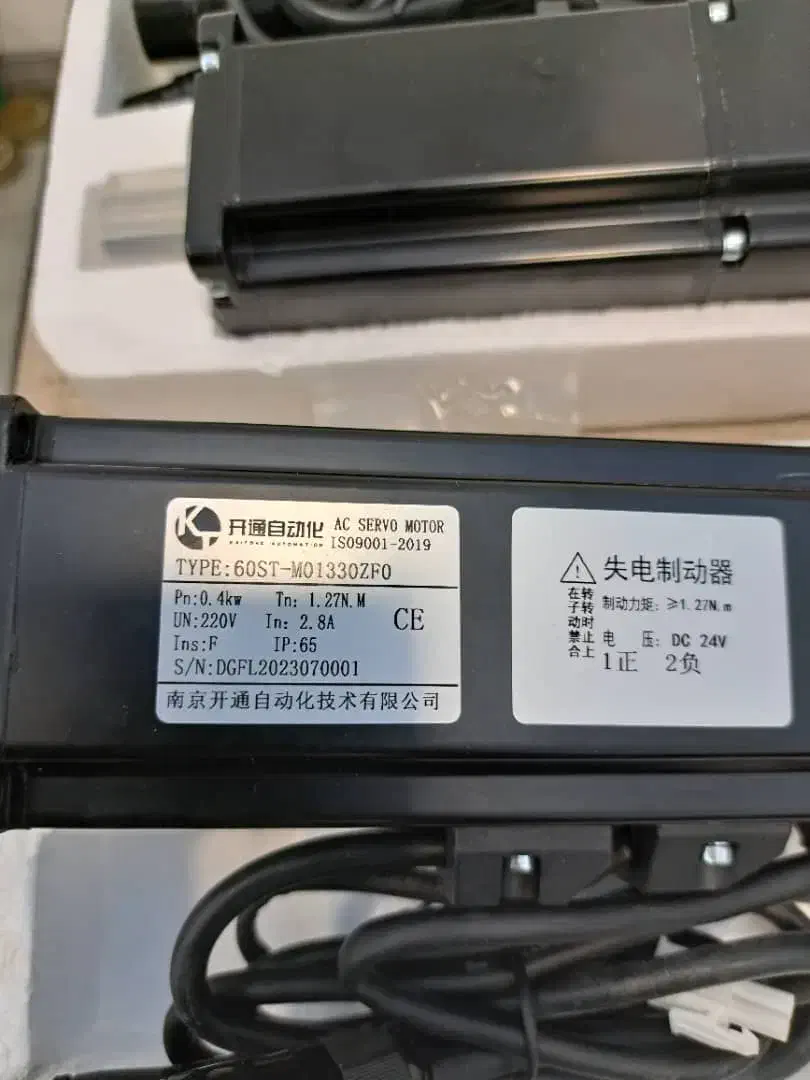 KT 开通自动化 AC SERVO MOTOR
KAITONG AUTOMATION ISO9001-2019
TYPE:60ST-M01330ZF0
Pn:0.4kw Tn: 1.27N.M
UN:220V In: 2.8A CE
Ins:F IP:65
S/N:DGFL2023070001
南京开通自动化技术有限公司
失电制动器
在转子转动时禁止合上
制动力矩: ≥1.27N.m
电 压: DC 24V
1正 2负